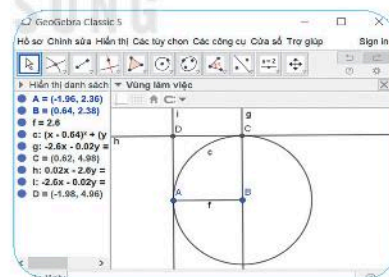 SỐNG
GeoGebra Classic 5
Hồ sơ Chỉnh sửa Hiển thị Các tùy chọn Các công cụ Cửa sổ Trợ giúp Sign in
Hiển thị danh sách Vùng làm việc
A = (-1.96, 2.36)
B = (0.64, 2.38)
f = 2.6
c: (x - 0.64)² + (y
g: -2.6x - 0.02y =
C = (0.62, 4.98)
h: 0.02x - 2.6y =
i: -2.6x - 0.02y =
D = (-1.98, 4.96)
i g
D C
h
c
A B
f